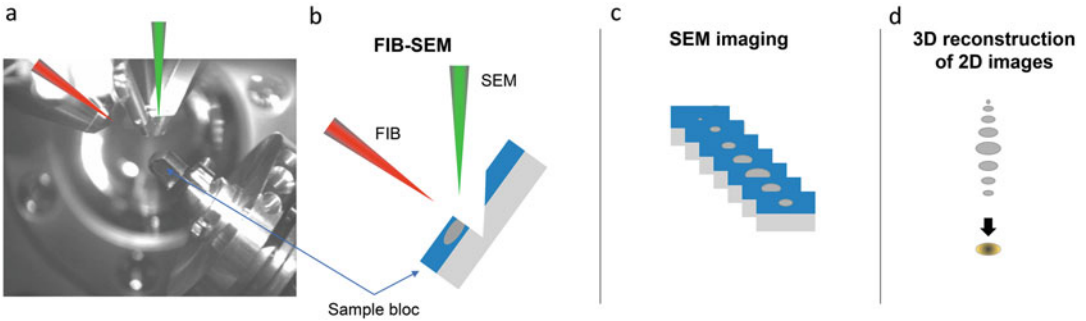 a
b
FIB-SEM
SEM
FIB
Sample bloc
c
SEM imaging
d
3D reconstruction
of 2D images